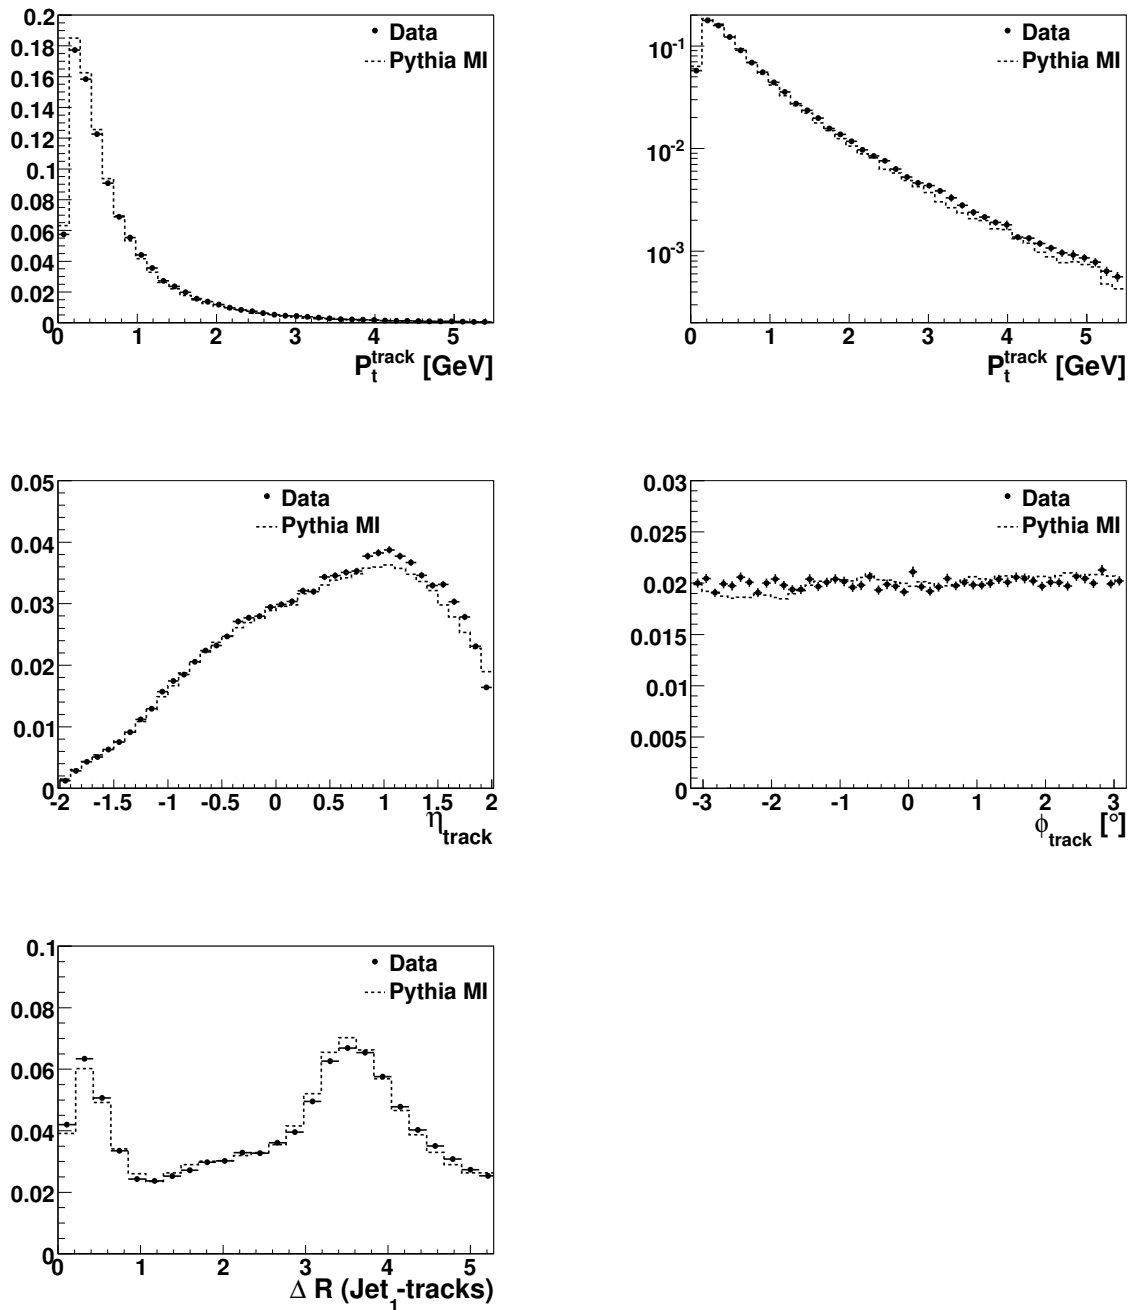 0.2
0.18
0.16
0.14
0.12
0.1
0.08
0.06
0.04
0.02
0
0 1 2 3 4 5
Data
Pythia MI
P_t^track [GeV]
10^-1
10^-2
10^-3
0 1 2 3 4 5
Data
Pythia MI
P_t^track [GeV]
0.05
0.04
0.03
0.02
0.01
0
-2 -1.5 -1 -0.5 0 0.5 1 1.5 2
Data
Pythia MI
η_track
0.03
0.025
0.02
0.015
0.01
0.005
0
-3 -2 -1 0 1 2 3
Data
Pythia MI
ϕ_track [°]
0.1
0.08
0.06
0.04
0.02
0
0 1 2 3 4 5
Data
Pythia MI
Δ R (Jet_1-tracks)